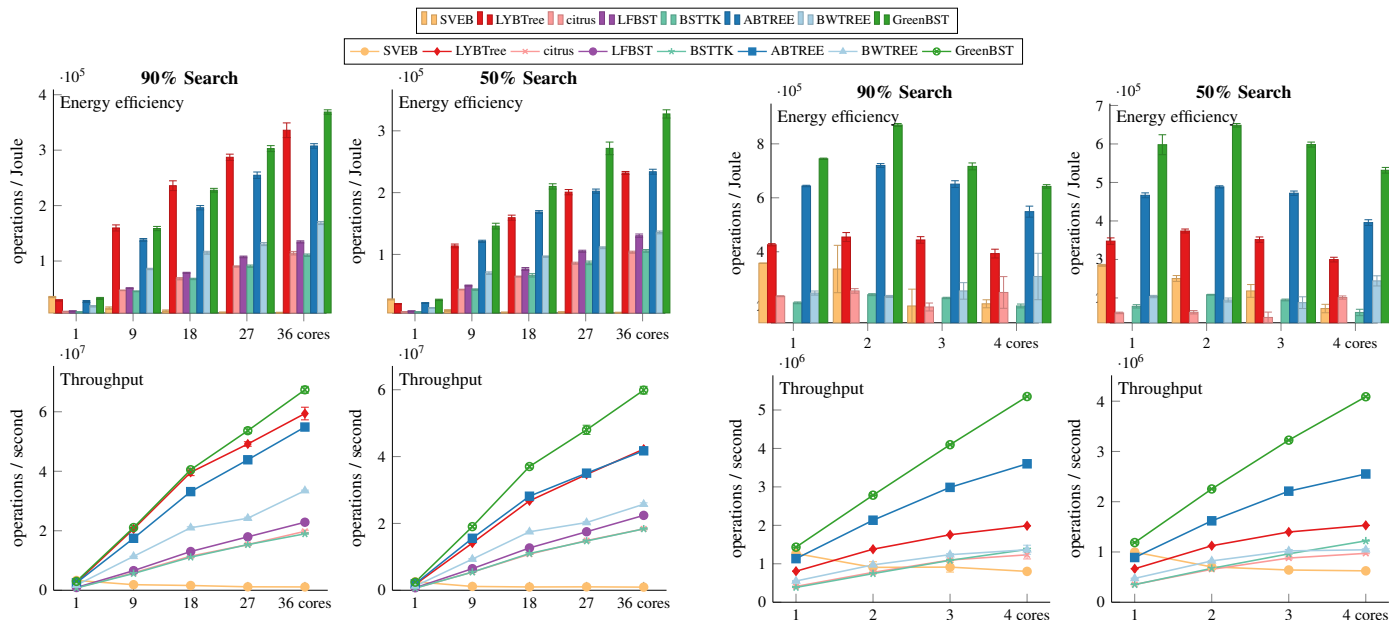 SVEB LYBTree citrus LFBST BSTTK ABTREE BWTREE GreenBST
SVEB LYBTree citrus LFBST BSTTK ABTREE BWTREE GreenBST
90% Search
·10^5
Energy efficiency
operations / Joule
4
3
2
1
1 9 18 27 36 cores
50% Search
·10^5
Energy efficiency
operations / Joule
3
2
1
1 9 18 27 36 cores
90% Search
·10^5
Energy efficiency
operations / Joule
8
6
4
2
1 2 3 4 cores
50% Search
·10^5
Energy efficiency
operations / Joule
7
5
4
3
2
1 2 3 4 cores
·10^7
Throughput
operations / second
6
4
2
0
1 9 18 27 36 cores
·10^7
Throughput
operations / second
6
4
2
0
1 9 18 27 36 cores
·10^6
Throughput
operations / second
5
4
3
2
1
0
1 2 3 4 cores
·10^6
Throughput
operations / second
4
3
2
1
0
1 2 3 4 cores